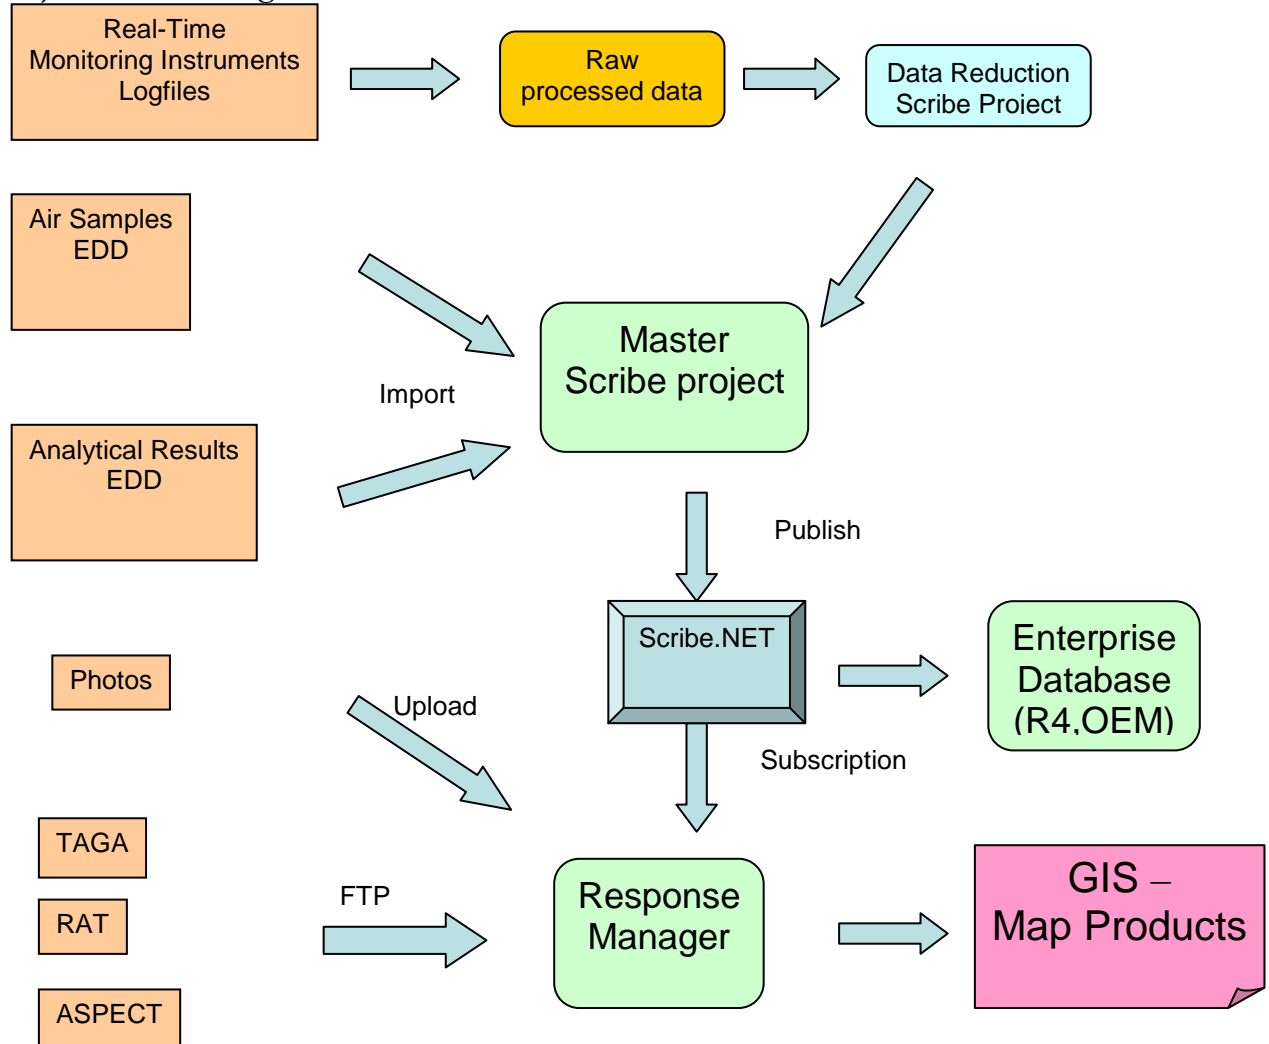 Real-Time
Monitoring Instruments
Logfiles
Raw
processed data
Data Reduction
Scribe Project
Air Samples
EDD
Master
Scribe project
Import
Analytical Results
EDD
Publish
Scribe.NET
Enterprise
Database
(R4,OEM)
Photos
Upload
Subscription
TAGA
RAT
ASPECT
FTP
Response
Manager
GIS –
Map Products